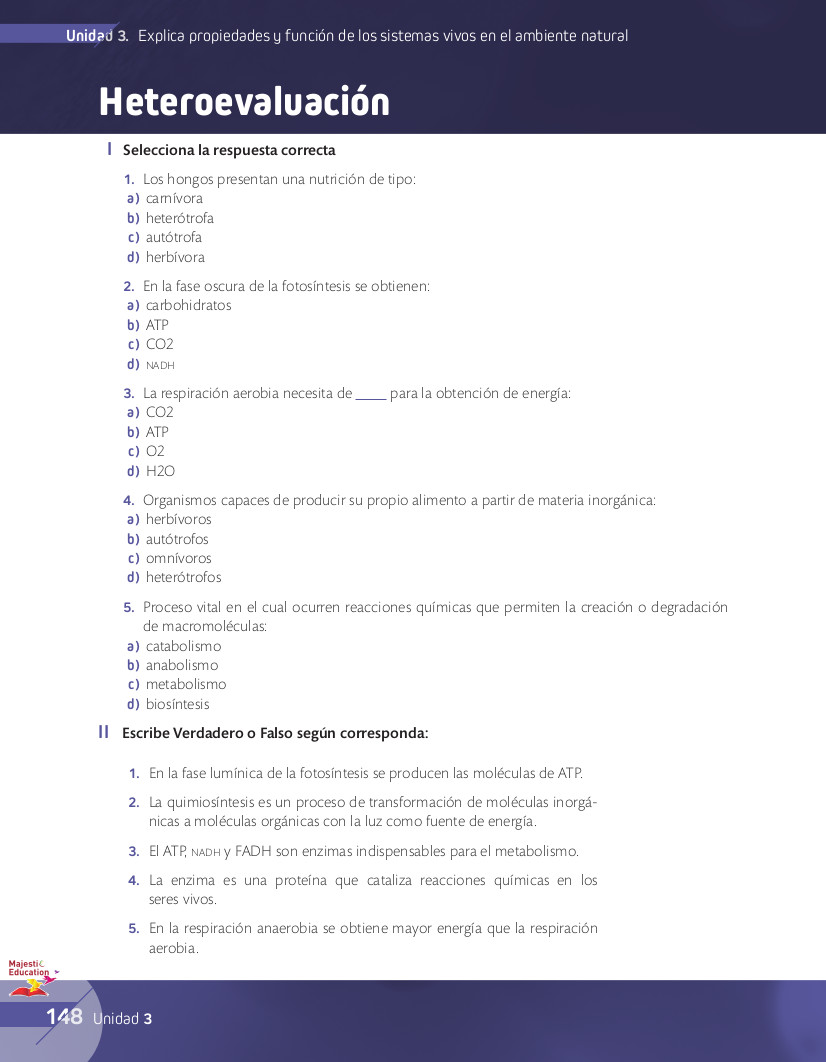 Unidad 3. Explica propiedades y función de los sistemas vivos en el ambiente natural
Heteroevaluación
I Selecciona la respuesta correcta
1. Los hongos presentan una nutrición de tipo:
a) carnívora
b) heterótrofa
c) autótrofa
d) herbívora
2. En la fase oscura de la fotosíntesis se obtienen:
a) carbohidratos
b) ATP
c) CO2
d) NADH
3. La respiración aerobia necesita de ____ para la obtención de energía:
a) CO2
b) ATP
c) O2
d) H2O
4. Organismos capaces de producir su propio alimento a partir de materia inorgánica:
a) herbívoros
b) autótrofos
c) omnívoros
d) heterótrofos
5. Proceso vital en el cual ocurren reacciones químicas que permiten la creación o degradación
de macromoléculas:
a) catabolismo
b) anabolismo
c) metabolismo
d) biosíntesis
II Escribe Verdadero o Falso según corresponda:
1. En la fase lumínica de la fotosíntesis se producen las moléculas de ATP.
2. La quimiosíntesis es un proceso de transformación de moléculas inorgá-
nicas a moléculas orgánicas con la luz como fuente de energía.
3. El ATP, NADH y FADH son enzimas indispensables para el metabolismo.
4. La enzima es una proteína que cataliza reacciones químicas en los
seres vivos.
5. En la respiración anaerobia se obtiene mayor energía que la respiración
aerobia.
Majestic
Education
148 Unidad 3